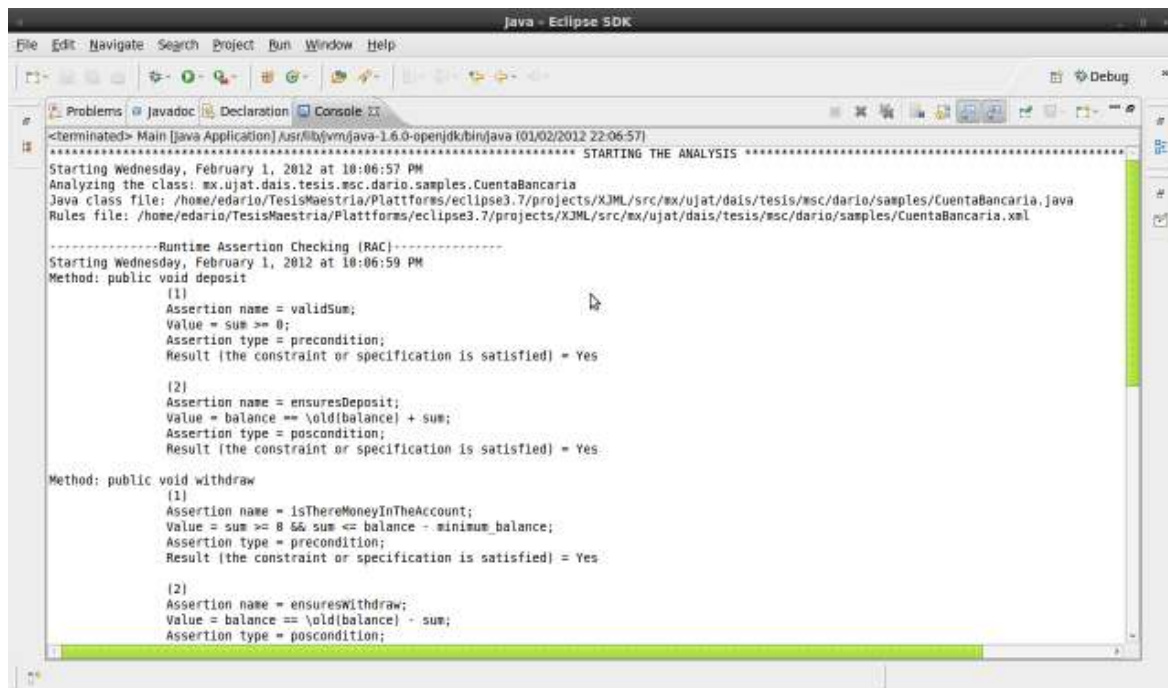 Java - Eclipse SDK
File Edit Navigate Search Project Run Window Help
Debug
Problems Javadoc Declaration Console
<terminated> Main [Java Application] /usr/lib/jvm/java-1.6.0-openjdk/bin/java (01/02/2012 22:06:57)
STARTING THE ANALYSIS
Starting Wednesday, February 1, 2012 at 10:06:57 PM
Analyzing the class: mx.ujat.dais.tesis.msc.dario.samples.CuentaBancaria
Java class file: /home/edario/TesisMaestria/Plattforms/eclipse3.7/projects/XJML/src/mx/ujat/dais/tesis/msc/dario/samples/CuentaBancaria.java
Rules file: /home/edario/TesisMaestria/Plattforms/eclipse3.7/projects/XJML/src/mx/ujat/dais/tesis/msc/dario/samples/CuentaBancaria.xml
---------------Runtime Assertion Checking (RAC)---------------
Starting Wednesday, February 1, 2012 at 10:06:59 PM
Method: public void deposit
(1)
Assertion name = validSum;
Value = sum >= 0;
Assertion type = precondition;
Result (the constraint or specification is satisfied) = Yes
(2)
Assertion name = ensuresDeposit;
Value = balance == \old(balance) + sum;
Assertion type = poscondition;
Result (the constraint or specification is satisfied) = Yes
Method: public void withdraw
(1)
Assertion name = isThereMoneyInTheAccount;
Value = sum >= 0 && sum <= balance - minimum_balance;
Assertion type = precondition;
Result (the constraint or specification is satisfied) = Yes
(2)
Assertion name = ensuresWithdraw;
Value = balance == \old(balance) - sum;
Assertion type = poscondition;